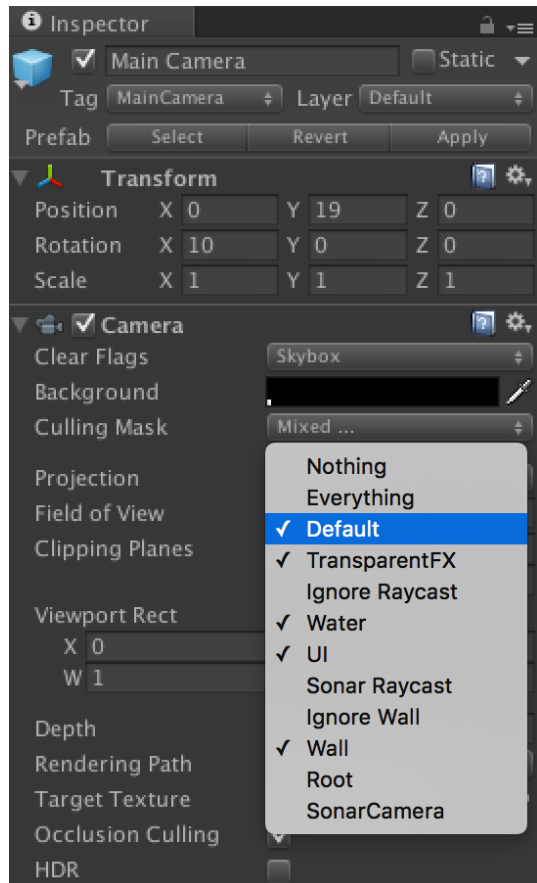 Inspector
Main Camera Static
Tag MainCamera Layer Default
Prefab Select Revert Apply
Transform
Position X 0 Y 19 Z 0
Rotation X 10 Y 0 Z 0
Scale X 1 Y 1 Z 1
Camera
Clear Flags Skybox
Background
Culling Mask Mixed ...
Nothing
Projection
Everything
Field of View
Default
Clipping Planes
TransparentFX
Ignore Raycast
Viewport Rect
Water
X 0
UI
W 1
Sonar Raycast
Ignore Wall
Depth
Wall
Rendering Path
Root
Target Texture
SonarCamera
Occlusion Culling
HDR